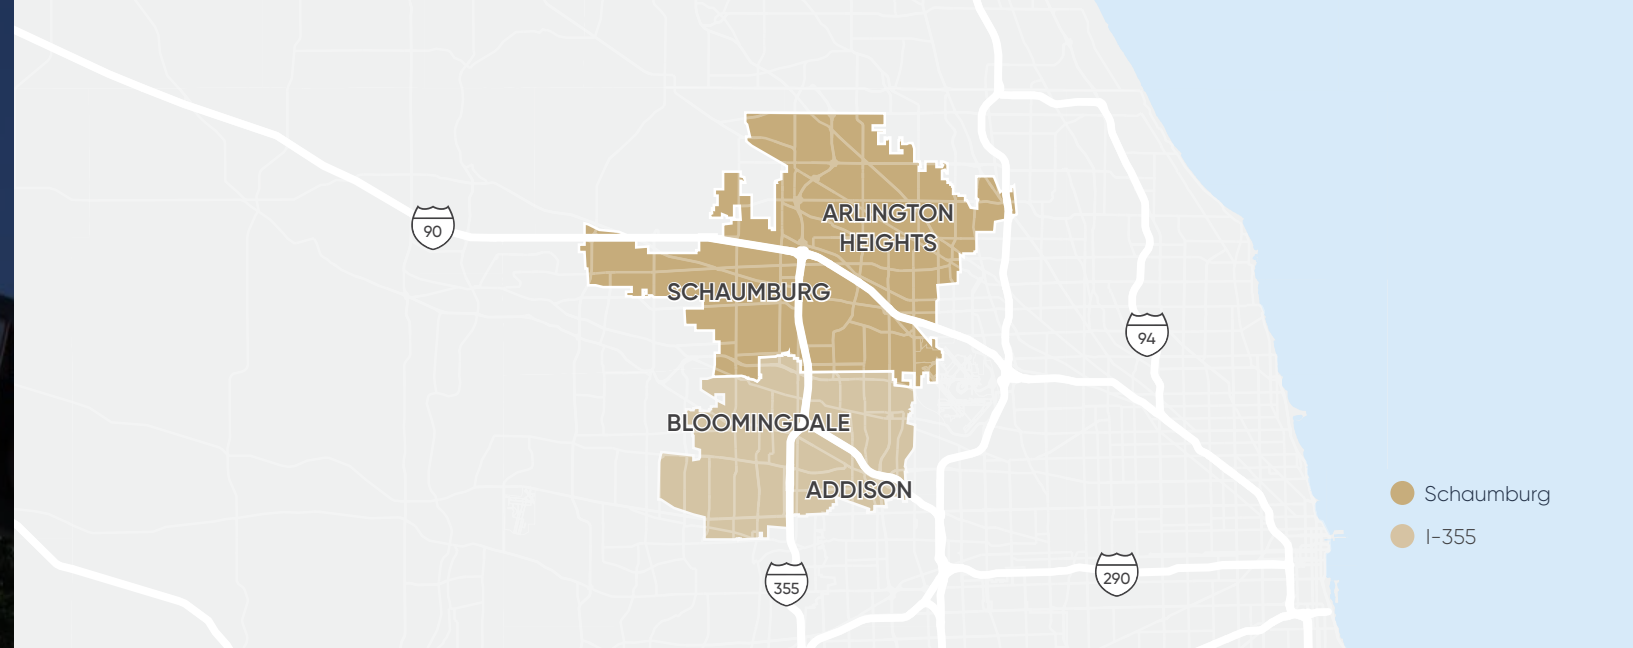 ARLINGTON
HEIGHTS
90
SCHAUMBURG
94
BLOOMINGDALE
ADDISON
355
290
Schaumburg
I-355